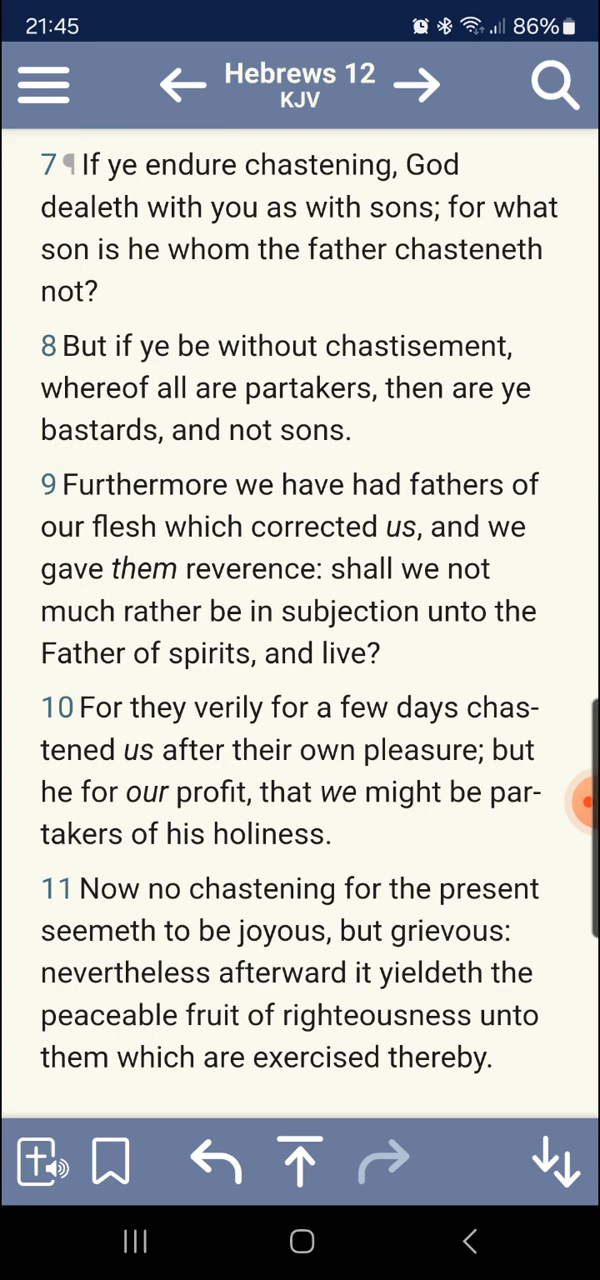 21:45 86%
Hebrews 12
KJV
7 ¶ If ye endure chastening, God
dealeth with you as with sons; for what
son is he whom the father chasteneth
not?
8 But if ye be without chastisement,
whereof all are partakers, then are ye
bastards, and not sons.
9 Furthermore we have had fathers of
our flesh which corrected us, and we
gave them reverence: shall we not
much rather be in subjection unto the
Father of spirits, and live?
10 For they verily for a few days chas-
tened us after their own pleasure; but
he for our profit, that we might be par-
takers of his holiness.
11 Now no chastening for the present
seemeth to be joyous, but grievous:
nevertheless afterward it yieldeth the
peaceable fruit of righteousness unto
them which are exercised thereby.